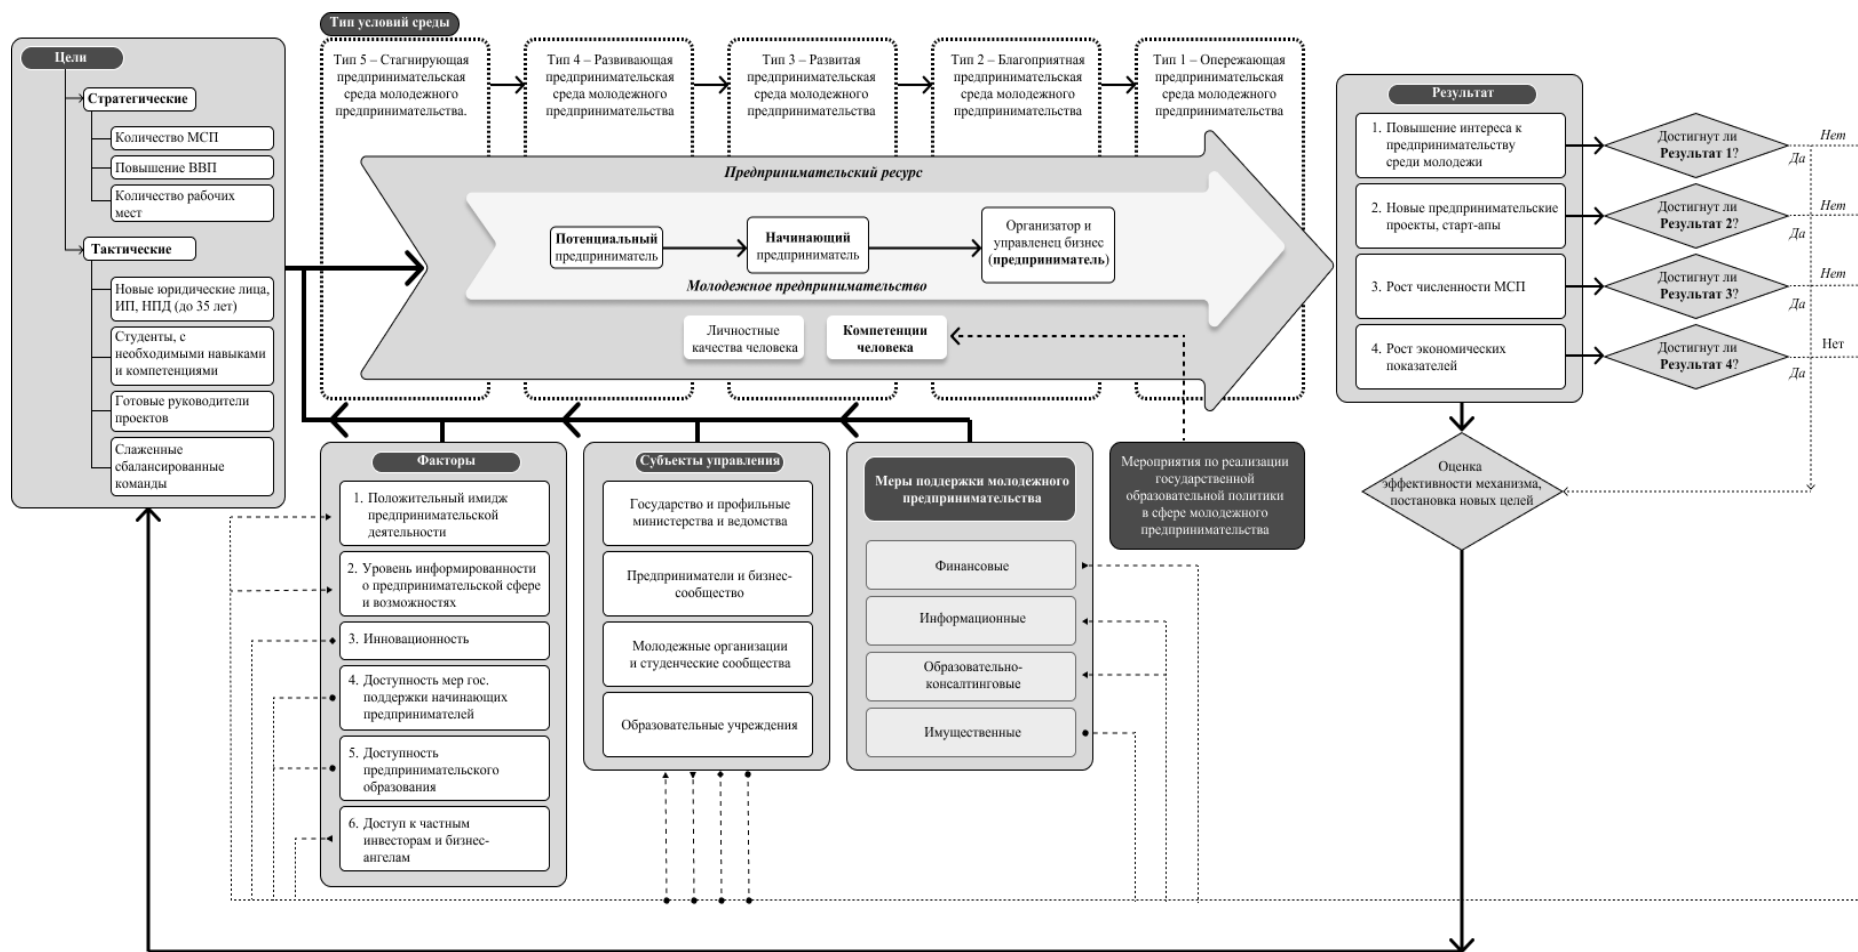 Тип условий среды
Цели
Стратегические
Количество МСП
Повышение ВВП
Количество рабочих
мест
Тактические
Новые юридические лица,
ИП, НПД (до 35 лет)
Студенты, с
необходимыми навыками
и компетенциями
Готовые руководители
проектов
Слаженные
сбалансированные
команды
Тип 5 – Стагнирующая
предпринимательская
среда молодежного
предпринимательства.
Тип 4 – Развивающая
предпринимательская
среда молодежного
предпринимательства
Тип 3 – Развитая
предпринимательская
среда молодежного
предпринимательства
Тип 2 – Благоприятная
предпринимательская
среда молодежного
предпринимательства
Тип 1 – Опережающая
предпринимательская
среда молодежного
предпринимательства
Предпринимательский ресурс
Потенциальный
предприниматель
Начинающий
предприниматель
Организатор и
управленец бизнес
(предприниматель)
Молодежное предпринимательство
Личностные
качества человека
Компетенции
человека
Результат
1. Повышение интереса к
предпринимательству
среди молодежи
2. Новые предпринимательские
проекты, старт-апы
3. Рост численности МСП
4. Рост экономических
показателей
Достигнут ли
Результат 1?
Нет
Да
Достигнут ли
Результат 2?
Нет
Да
Достигнут ли
Результат 3?
Нет
Да
Достигнут ли
Результат 4?
Нет
Да
Оценка
эффективности механизма,
постановка новых целей
Факторы
1. Положительный имидж
предпринимательской
деятельности
2. Уровень информированности
о предпринимательской сфере
и возможностях
3. Инновационность
4. Доступность мер гос.
поддержки начинающих
предпринимателей
5. Доступность
предпринимательского
образования
6. Доступ к частным
инвесторам и бизнес-
ангелам
Субъекты управления
Государство и профильные
министерства и ведомства
Предприниматели и бизнес-
сообщество
Молодежные организации
и студенческие сообщества
Образовательные учреждения
Меры поддержки молодежного
предпринимательства
Финансовые
Информационные
Образовательно-
консалтинговые
Имущественные
Мероприятия по реализации
государственной
образовательной политики
в сфере молодежного
предпринимательства